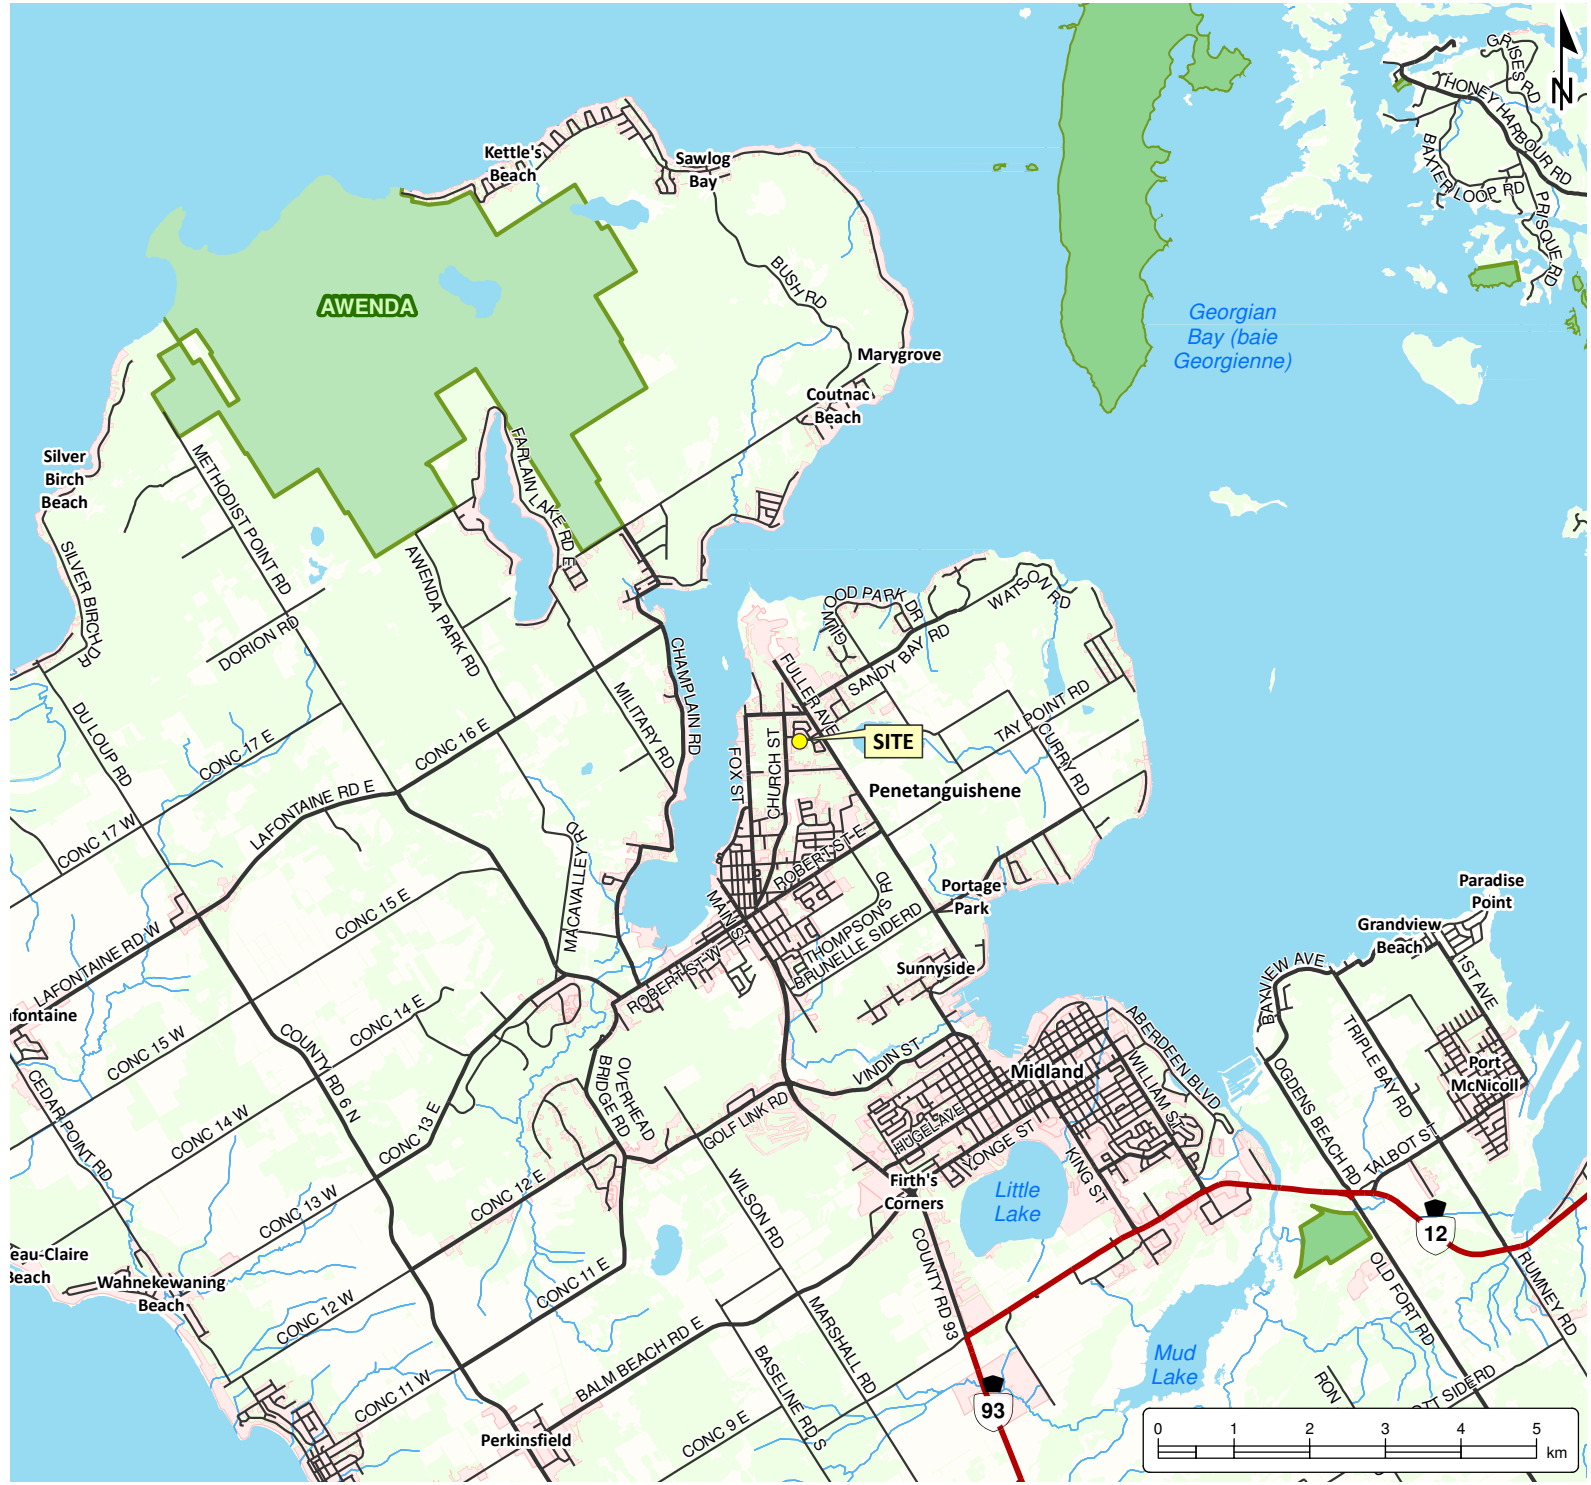 GRISES RD
HONEY HARBOUR RD
N
BAXTER LOOP RD
PRISQUE RD
Kettle's
Beach
Sawlog
Bay
AWENDA
BUSH RD
Georgian
Bay (baie
Georgienne)
Marygrove
Coutnac
Beach
Silver
Birch
Beach
METHODIST POINT RD
FARLAIN LAKE RD E
SILVER BIRCH DR
AWENDA PARK RD
DORION RD
GILWOOD PARK DR
WATSON RD
SANDY BAY RD
CHAMPLAIN RD
FULLER AVE
MILITARY RD
TAY POINT RD
CURRY RD
DU LOUP RD
CONC 17 E
CONC 16 E
FOX ST
CHURCH ST
SITE
Penetanguishene
LAFONTAINE RD E
CONC 17 W
MACAVALLEY RD
ROBERT ST E
CONC 15 E
MAIN ST
THOMPSONS RD
BRUNELLE SIDERD
Portage
Park
Paradise
Point
Grandview
Beach
LAFONTAINE RD W
ROBERT ST W
Sunnyside
BAYVIEW AVE
1ST AVE
afontaine
CONC 14 E
CONC 15 W
COUNTY RD 6 N
OVERHEAD
BRIDGE RD
VINDIN ST
Midland
ABERDEEN BLVD
WILLIAM ST
TRIPLE BAY RD
OGDENS BEACH RD
Port
McNicoll
CEDAR POINT RD
CONC 14 W
CONC 13 E
GOLF LINK RD
HUGEL AVE
YONGE ST
KING ST
TALBOT ST
Firth's
Corners
Little
Lake
CONC 12 E
CONC 13 W
WILSON RD
COUNTY RD 93
12
OLD FORT RD
RUMNEY RD
eau-Claire
Beach
Wahnekewaning
Beach
CONC 11 E
CONC 12 W
MARSHALL RD
BALM BEACH RD E
BASELINE RD S
Mud
Lake
CONC 11 W
CONC 9 E
Perkinsfield
93
RON
OTT SIDERD
0 1 2 3 4 5
km